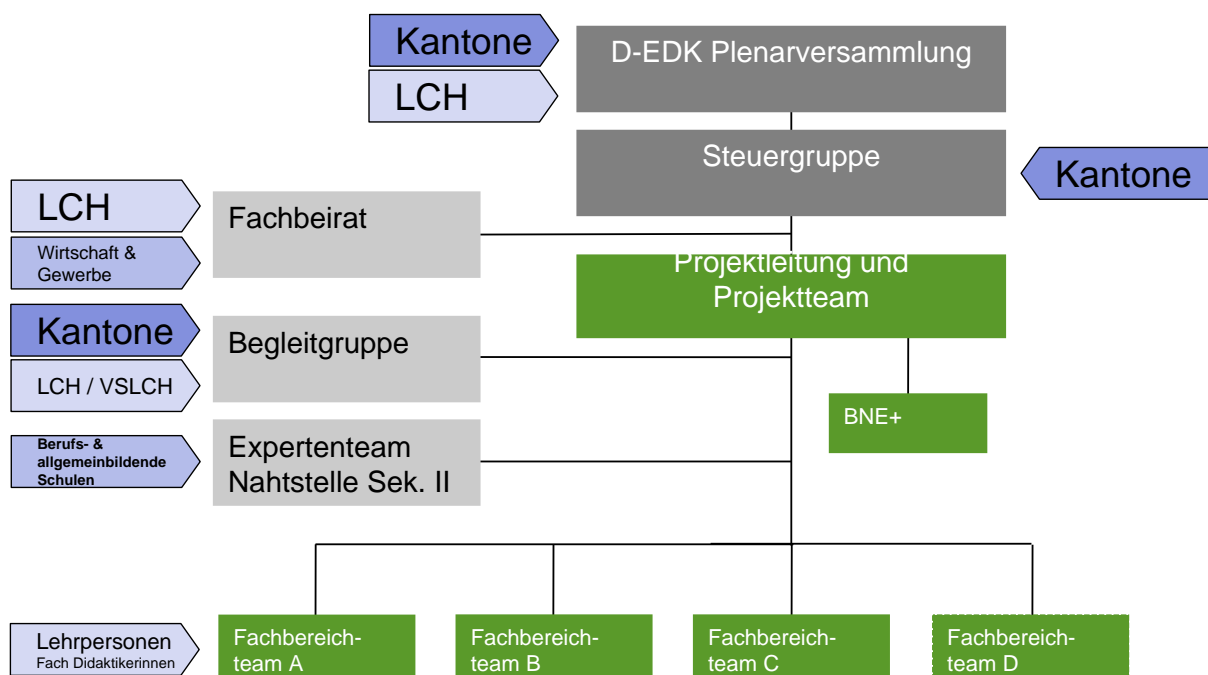 Kantone
D-EDK Plenarversammlung
LCH
Steuergruppe
Kantone
LCH
Fachbeirat
Wirtschaft &
Gewerbe
Projektleitung und
Projektteam
Kantone
Begleitgruppe
LCH / VSLCH
BNE+
Berufs- &
allgemeinbildende
Schulen
Expertenteam
Nahtstelle Sek. II
Lehrpersonen
Fach Didaktikerinnen
Fachbereich-
team A
Fachbereich-
team B
Fachbereich-
team C
Fachbereich-
team D